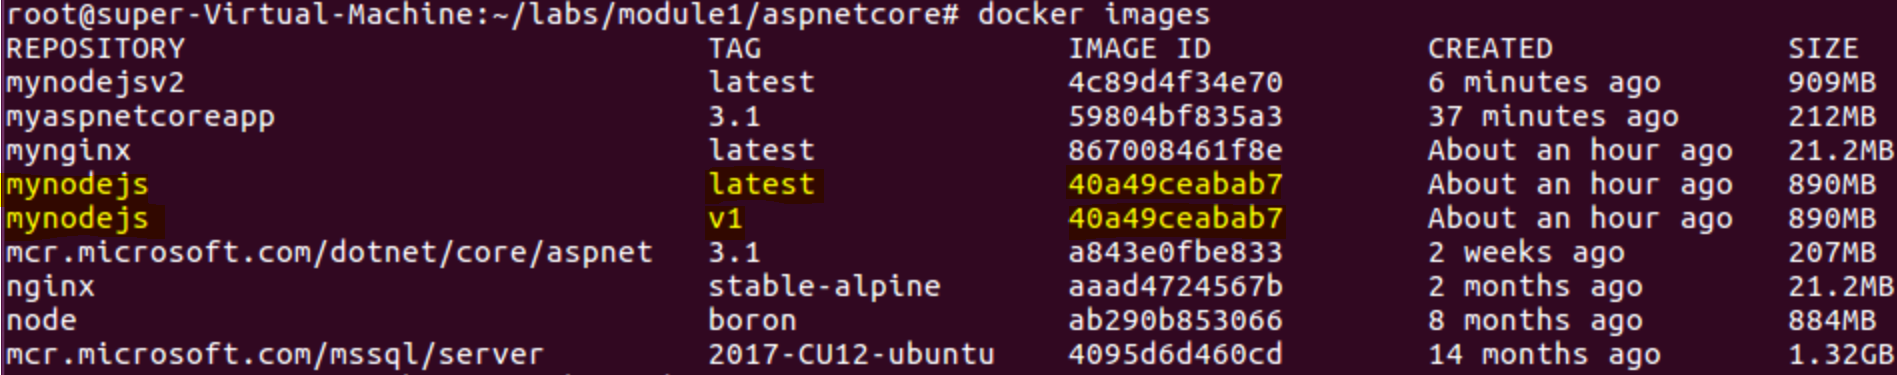 root@super-Virtual-Machine:~/labs/module1/aspnetcore# docker images
REPOSITORY TAG IMAGE ID CREATED SIZE
mynodejsv2 latest 4c89d4f34e70 6 minutes ago 909MB
myaspnetcoreapp 3.1 59804bf835a3 37 minutes ago 212MB
mynginx latest 867008461f8e About an hour ago 21.2MB
mynodejs latest 40a49ceabab7 About an hour ago 890MB
mynodejs v1 40a49ceabab7 About an hour ago 890MB
mcr.microsoft.com/dotnet/core/aspnet 3.1 a843e0fbe833 2 weeks ago 207MB
nginx stable-alpine aaad4724567b 2 months ago 21.2MB
node boron ab290b853066 8 months ago 884MB
mcr.microsoft.com/mssql/server 2017-CU12-ubuntu 4095d6d460cd 14 months ago 1.32GB